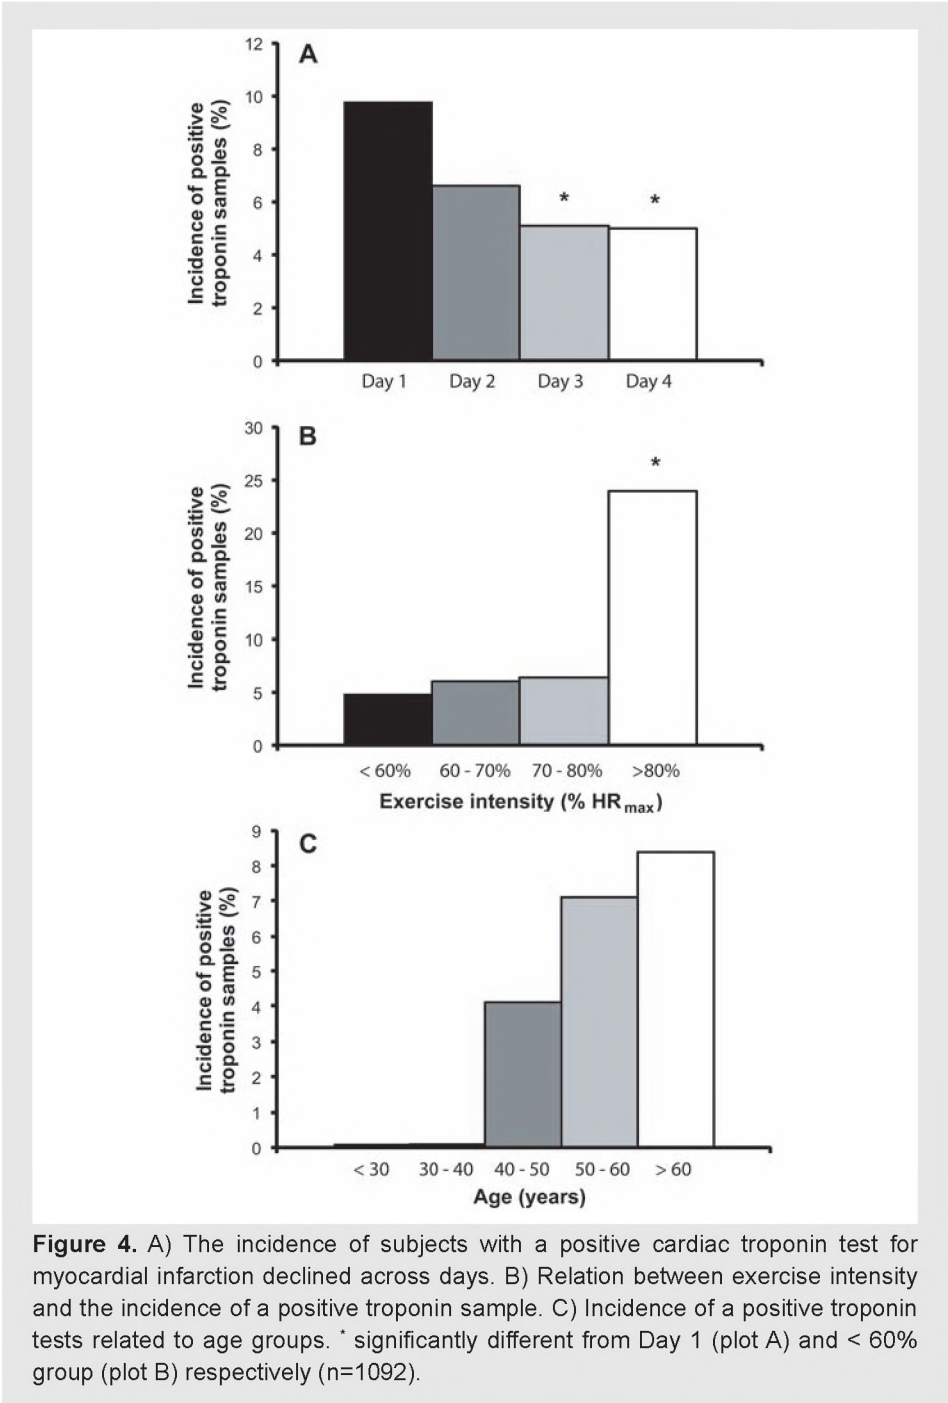 A
12
10
8
6
4
2
0
Incidence of positive
troponin samples (%)
* *
Day 1 Day 2 Day 3 Day 4
B
30
25
20
15
10
5
0
Incidence of positive
troponin samples (%)
*
< 60% 60 - 70% 70 - 80% >80%
Exercise intensity (% HRmax)
C
9
8
7
6
5
4
3
2
1
0
Incidence of positive
troponin samples (%)
< 30 30 - 40 40 - 50 50 - 60 > 60
Age (years)
Figure 4. A) The incidence of subjects with a positive cardiac troponin test for
myocardial infarction declined across days. B) Relation between exercise intensity
and the incidence of a positive troponin sample. C) Incidence of a positive troponin
tests related to age groups. * significantly different from Day 1 (plot A) and < 60%
group (plot B) respectively (n=1092).